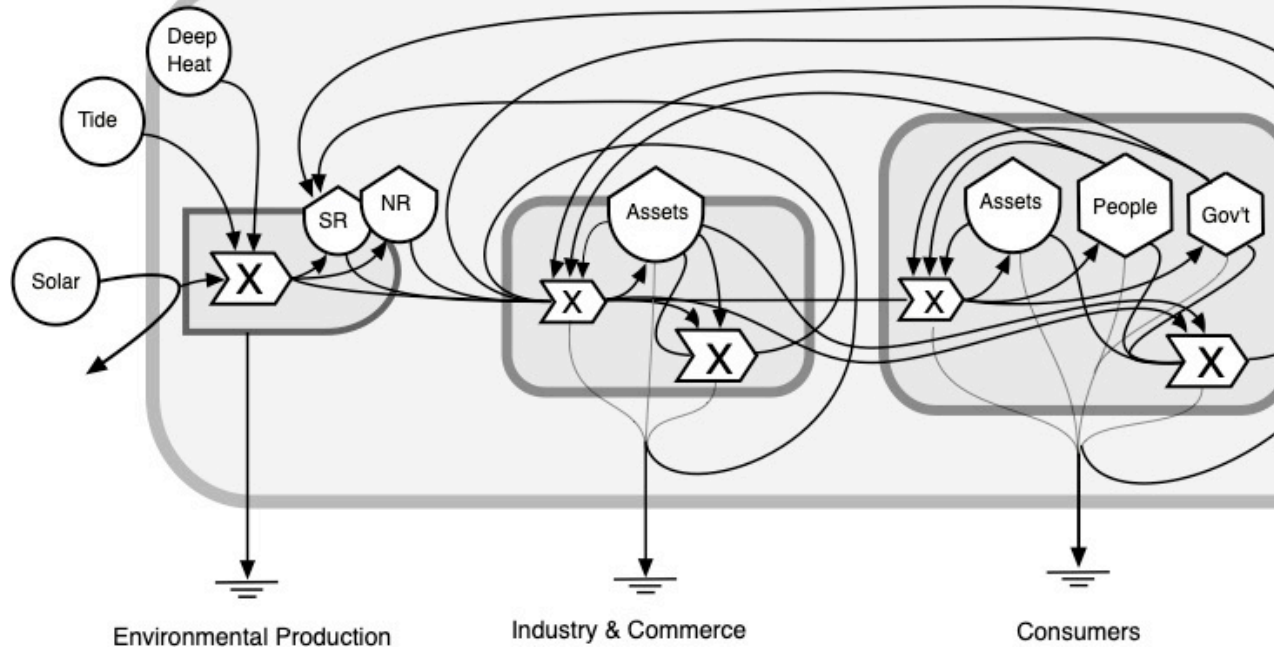 Deep
Heat
Tide
Solar
X
SR
NR
Assets
X
X
Assets
People
Gov't
X
X
Environmental Production
Industry & Commerce
Consumers